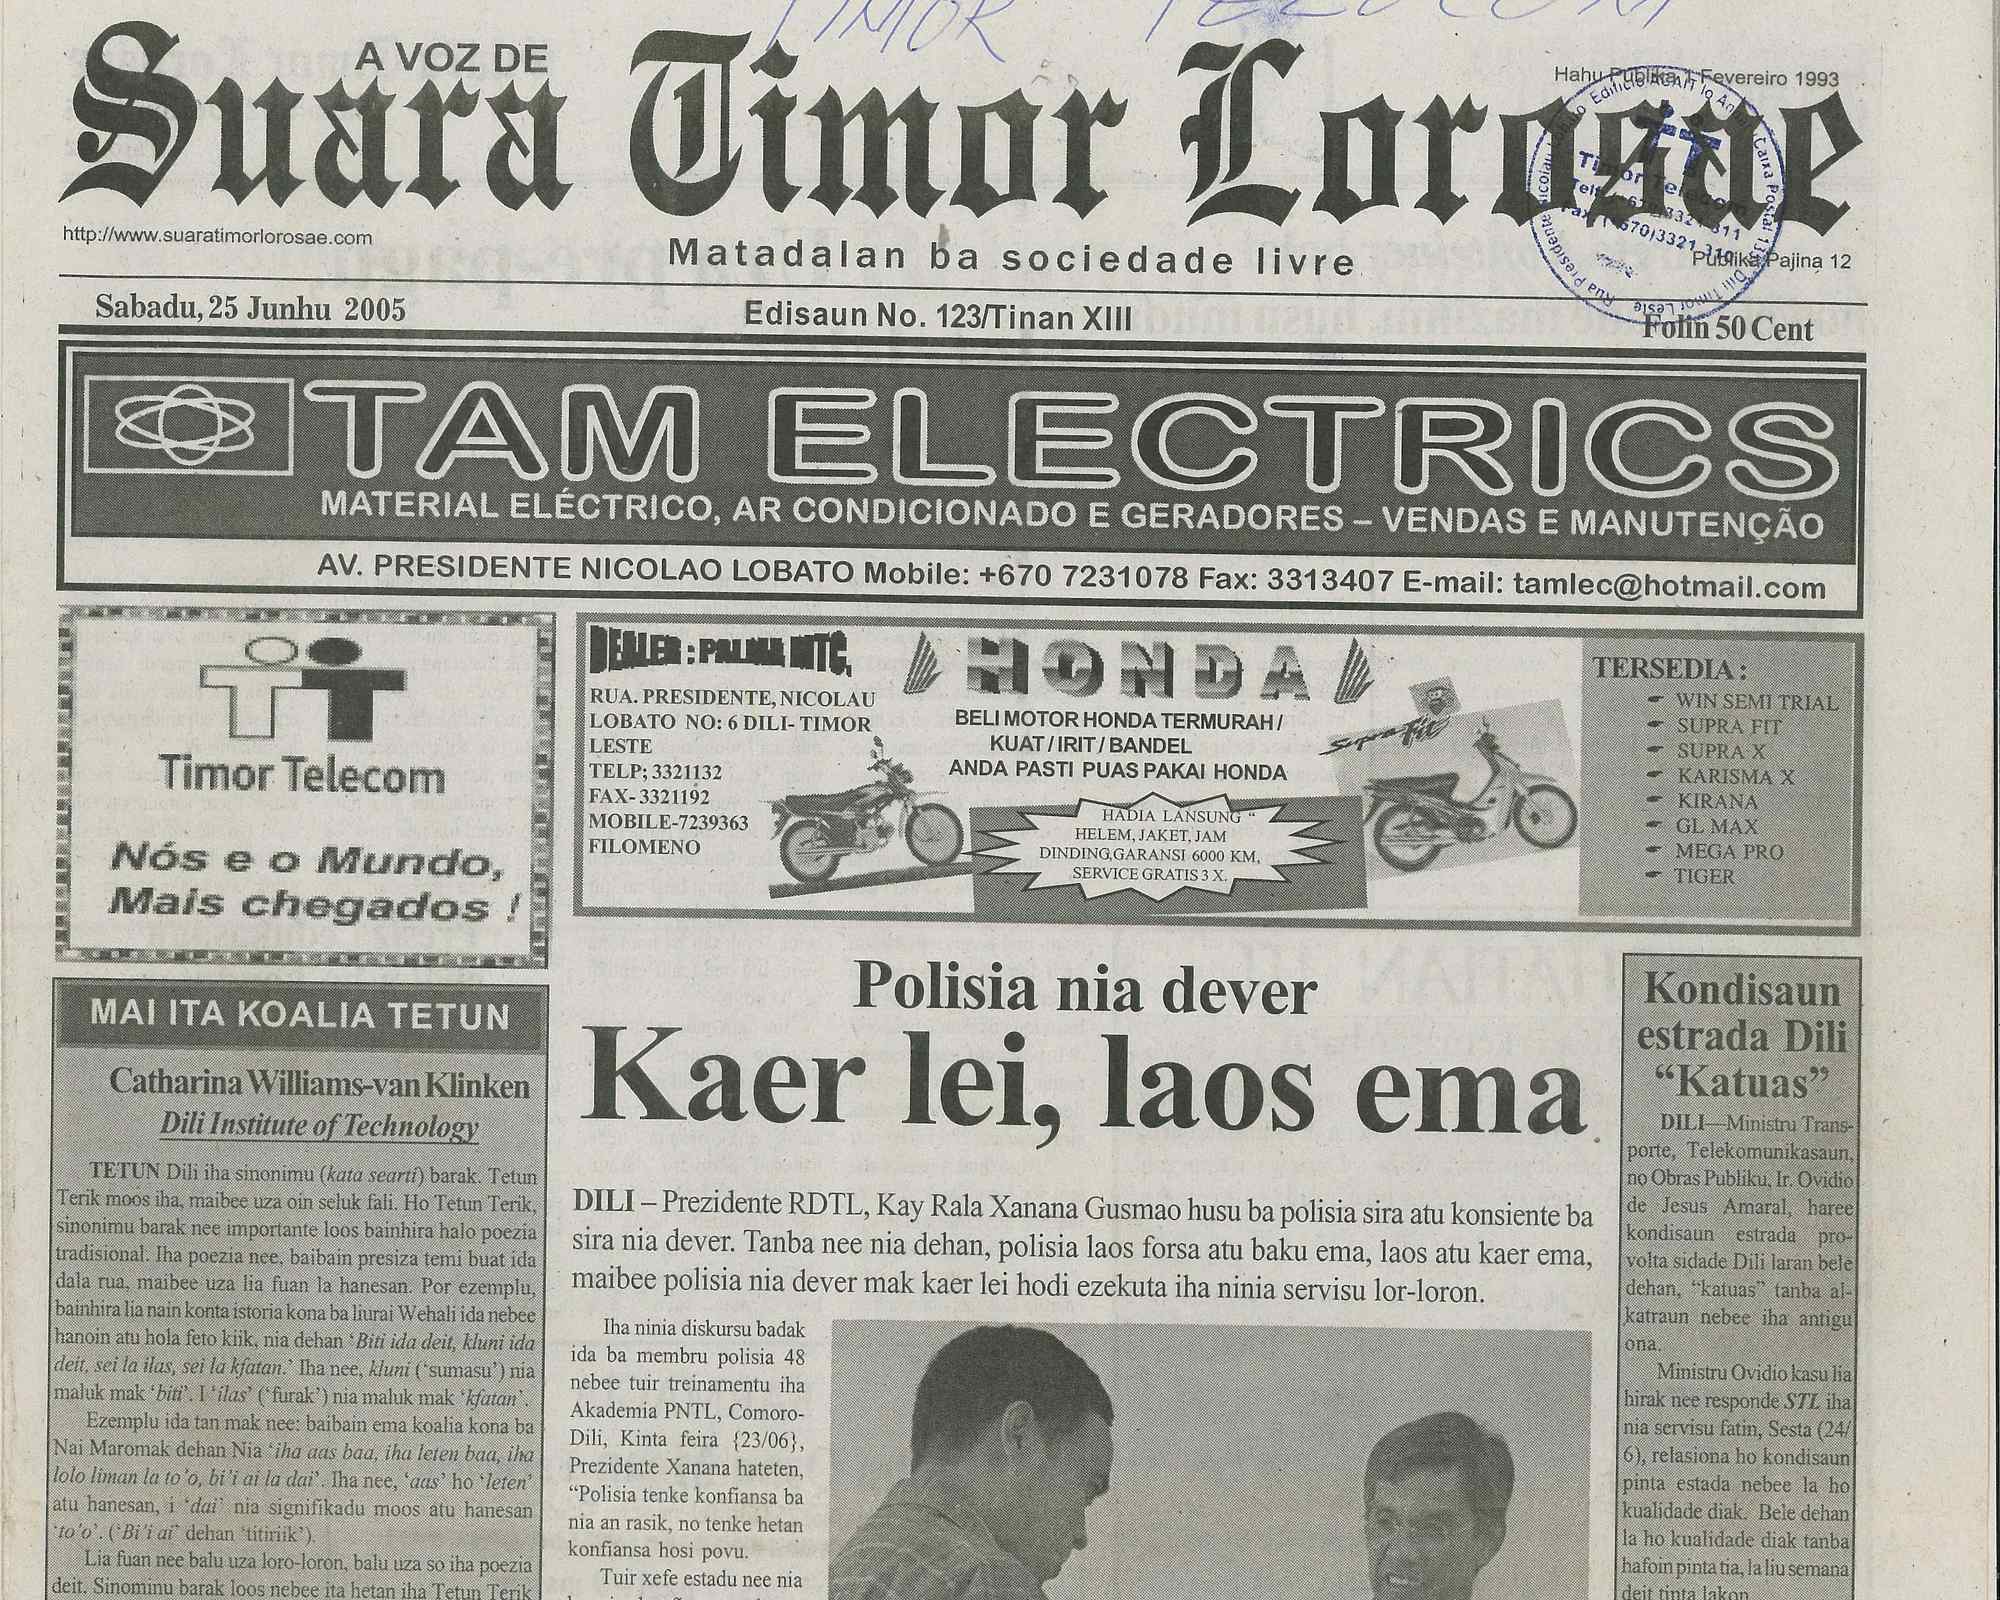 TIMOR TELECOM
A VOZ DE
Suara Timor Lorosae
Hahu Publika 1 Fevereiro 1993
http://www.suaratimorlorosae.com
Matadalan ba sociedade livre
Publika Pajina 12
Timor Telecom
Sabadu, 25 Junhu 2005
Edisaun No. 123/Tinan XIII
Folin 50 Cent
TAM ELECTRICS
MATERIAL ELÉCTRICO, AR CONDICIONADO E GERADORES – VENDAS E MANUTENÇÃO
AV. PRESIDENTE NICOLAO LOBATO Mobile: +670 7231078 Fax: 3313407 E-mail: tamlec@hotmail.com
Timor Telecom
Nós e o Mundo,
Mais chegados !
DEALER : PALMA MTC,
RUA. PRESIDENTE, NICOLAU
LOBATO NO: 6 DILI- TIMOR
LESTE
TELP; 3321132
FAX- 3321192
MOBILE-7239363
FILOMENO
HONDA
BELI MOTOR HONDA TERMURAH /
KUAT / IRIT / BANDEL
ANDA PASTI PUAS PAKAI HONDA
HADIA LANSUNG “
HELEM, JAKET, JAM
DINDING,GARANSI 6000 KM,
SERVICE GRATIS 3 X.
Supra Fit
TERSEDIA :
WIN SEMI TRIAL
SUPRA FIT
SUPRA X
KARISMA X
KIRANA
GL MAX
MEGA PRO
TIGER
MAI ITA KOALIA TETUN
Catharina Williams-van Klinken
Dili Institute of Technology
TETUN Dili iha sinonimu (kata searti) barak. Tetun
Terik moos iha, maibee uza oin seluk fali. Ho Tetun Terik,
sinonimu barak nee importante loos bainhira halo poezia
tradisional. Iha poezia nee, baibain presiza temi buat ida
dala rua, maibee uza lia fuan la hanesan. Por ezemplu,
bainhira lia nain konta istoria kona ba liurai Wehali ida nebee
hanoin atu hola feto kiik, nia dehan ‘Biti ida deit, kluni ida
deit, sei la ilas, sei la kfatan.’ Iha nee, kluni (‘sumasu’) nia
maluk mak ‘biti’. I ‘ilas’ (‘furak’) nia maluk mak ‘kfatan’.
Ezemplu ida tan mak nee: baibain ema koalia kona ba
Nai Maromak dehan Nia ‘iha aas baa, iha leten baa, iha
lolo liman la to’o, bi’i ai la dai’. Iha nee, ‘aas’ ho ‘leten’
atu hanesan, i ‘dai’ nia signifikadu moos atu hanesan
‘to’o’. (‘Bi’i ai’ dehan ‘titiriik’).
Lia fuan nee balu uza loro-loron, balu uza so iha poezia
deit. Sinominu barak loos nebee ita hetan iha Tetun Terik
Polisia nia dever
Kaer lei, laos ema
DILI – Prezidente RDTL, Kay Rala Xanana Gusmao husu ba polisia sira atu konsiente ba
sira nia dever. Tanba nee nia dehan, polisia laos forsa atu baku ema, laos atu kaer ema,
maibee polisia nia dever mak kaer lei hodi ezekuta iha ninia servisu lor-loron.
Iha ninia diskursu badak
ida ba membru polisia 48
nebee tuir treinamentu iha
Akademia PNTL, Comoro-
Dili, Kinta feira {23/06},
Prezidente Xanana hateten,
“Polisia tenke konfiansa ba
nia an rasik, no tenke hetan
konfiansa hosi povu.
Tuir xefe estadu nee nia
Kondisaun
estrada Dili
“Katuas”
DILI—Ministru Trans-
porte, Telekomunikasaun,
no Obras Publiku, Ir. Ovidio
de Jesus Amaral, haree
kondisaun estrada pro-
volta sidade Dili laran bele
dehan, “katuas” tanba al-
katraun nebee iha antigu
ona.
Ministru Ovidio kasu lia
hirak nee responde STL iha
nia servisu fatin, Sesta (24/
6), relasiona ho kondisaun
pinta estada nebee la ho
kualidade diak. Bele dehan
la ho kualidade diak tanba
hafoin pinta tia, la liu semana
deit tinta lakon